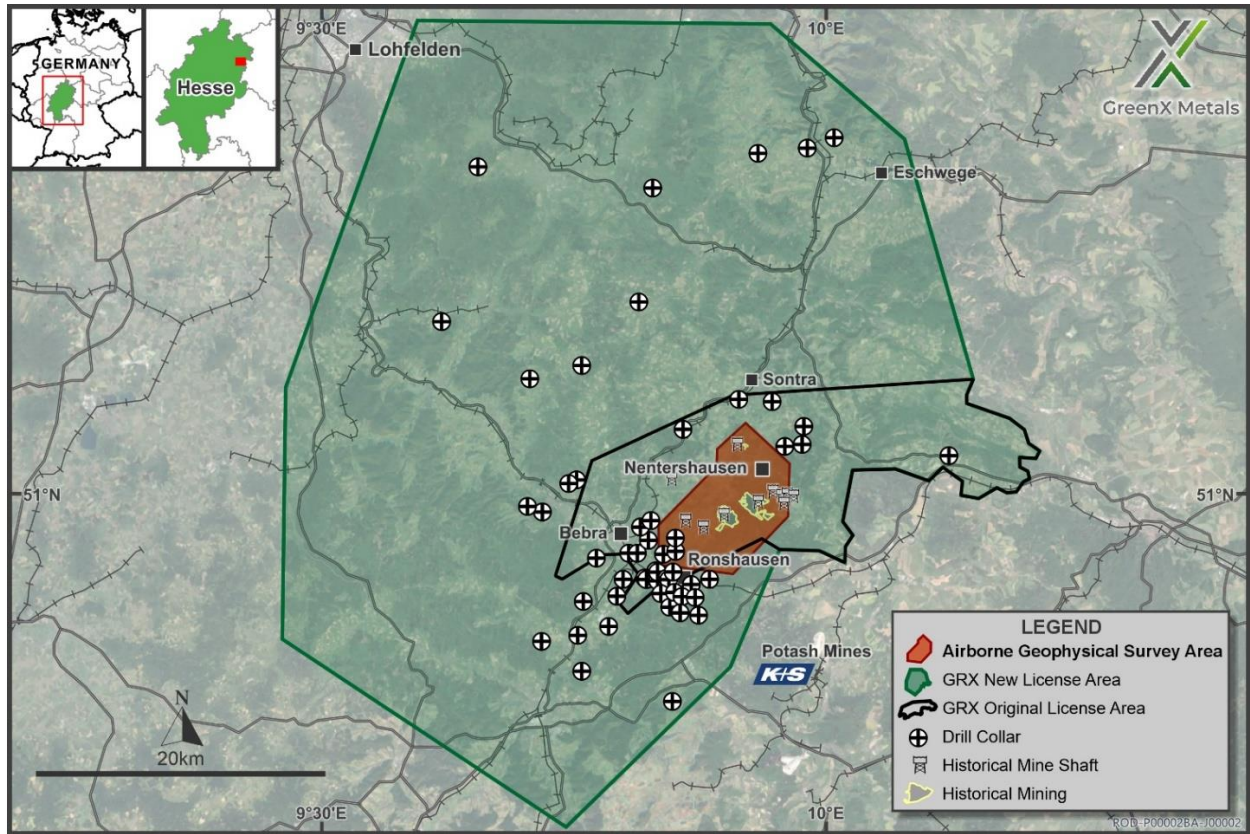 9°30'E
10°E
Lohfelden
GERMANY
Hesse
GreenX Metals
Eschwege
Sontra
Nentershausen
51°N
51°N
Bebra
Ronshausen
Potash Mines
K+S
N
20km
9°30'E
10°E
LEGEND
Airborne Geophysical Survey Area
GRX New License Area
GRX Original License Area
Drill Collar
Historical Mine Shaft
Historical Mining
POD-P00002BA-J00002